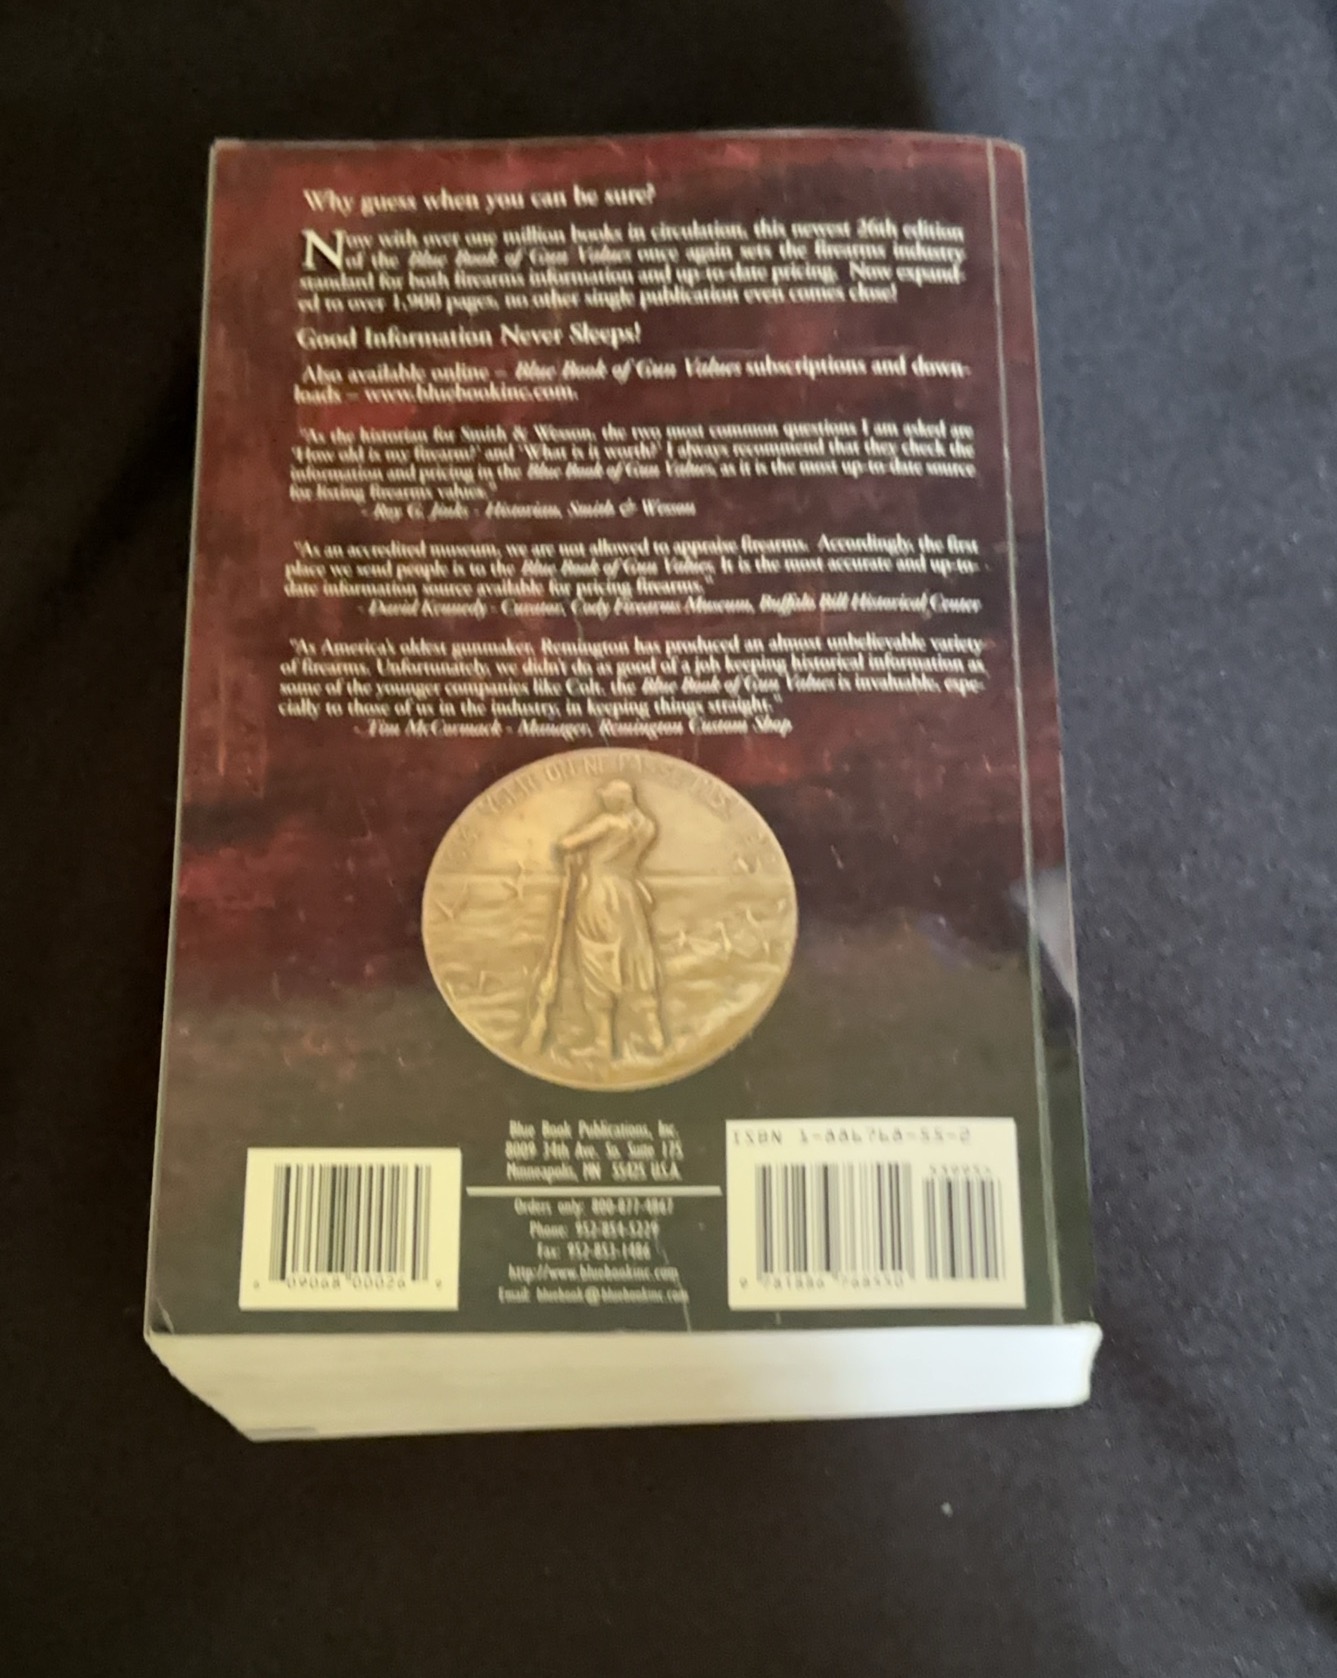 Why guess when you can be sure?
Now with over one million books in circulation, this newest 26th edition
of the Blue Book of Gun Values once again sets the firearms industry
standard for both firearms information and up-to-date pricing. Now expand-
ed to over 1,900 pages, no other single publication even comes close!
Good Information Never Sleeps!
Also available online – Blue Book of Gun Values subscriptions and down-
loads – www.bluebookinc.com.
"As the historian for Smith & Wesson, the two most common questions I am asked are
'How old is my firearm?' and 'What is it worth?' I always recommend that they check the
information and pricing in the Blue Book of Gun Values, as it is the most up-to-date source
for listing firearms values."
- Roy G. Jinks - Historian, Smith & Wesson
"As an accredited museum, we are not allowed to appraise firearms. Accordingly, the first
place we send people is to the Blue Book of Gun Values. It is the most accurate and up-to-
date information source available for pricing firearms."
- David Kennedy - Curator, Cody Firearms Museum, Buffalo Bill Historical Center
"As America's oldest gunmaker, Remington has produced an almost unbelievable variety
of firearms. Unfortunately, we didn't do as good of a job keeping historical information as
some of the younger companies like Colt, the Blue Book of Gun Values is invaluable, espe-
cially to those of us in the industry, in keeping things straight."
- Tim McCormack - Manager, Remington Custom Shop
Blue Book Publications, Inc.
8009 34th Ave. So. Suite 175
Minneapolis, MN 55425 U.S.A.
Orders only: 800-877-4867
Phone: 952-854-5229
Fax: 952-853-1486
http://www.bluebookinc.com
Email: bluebook@bluebookinc.com
ISBN 1-886768-55-2
09068 00026